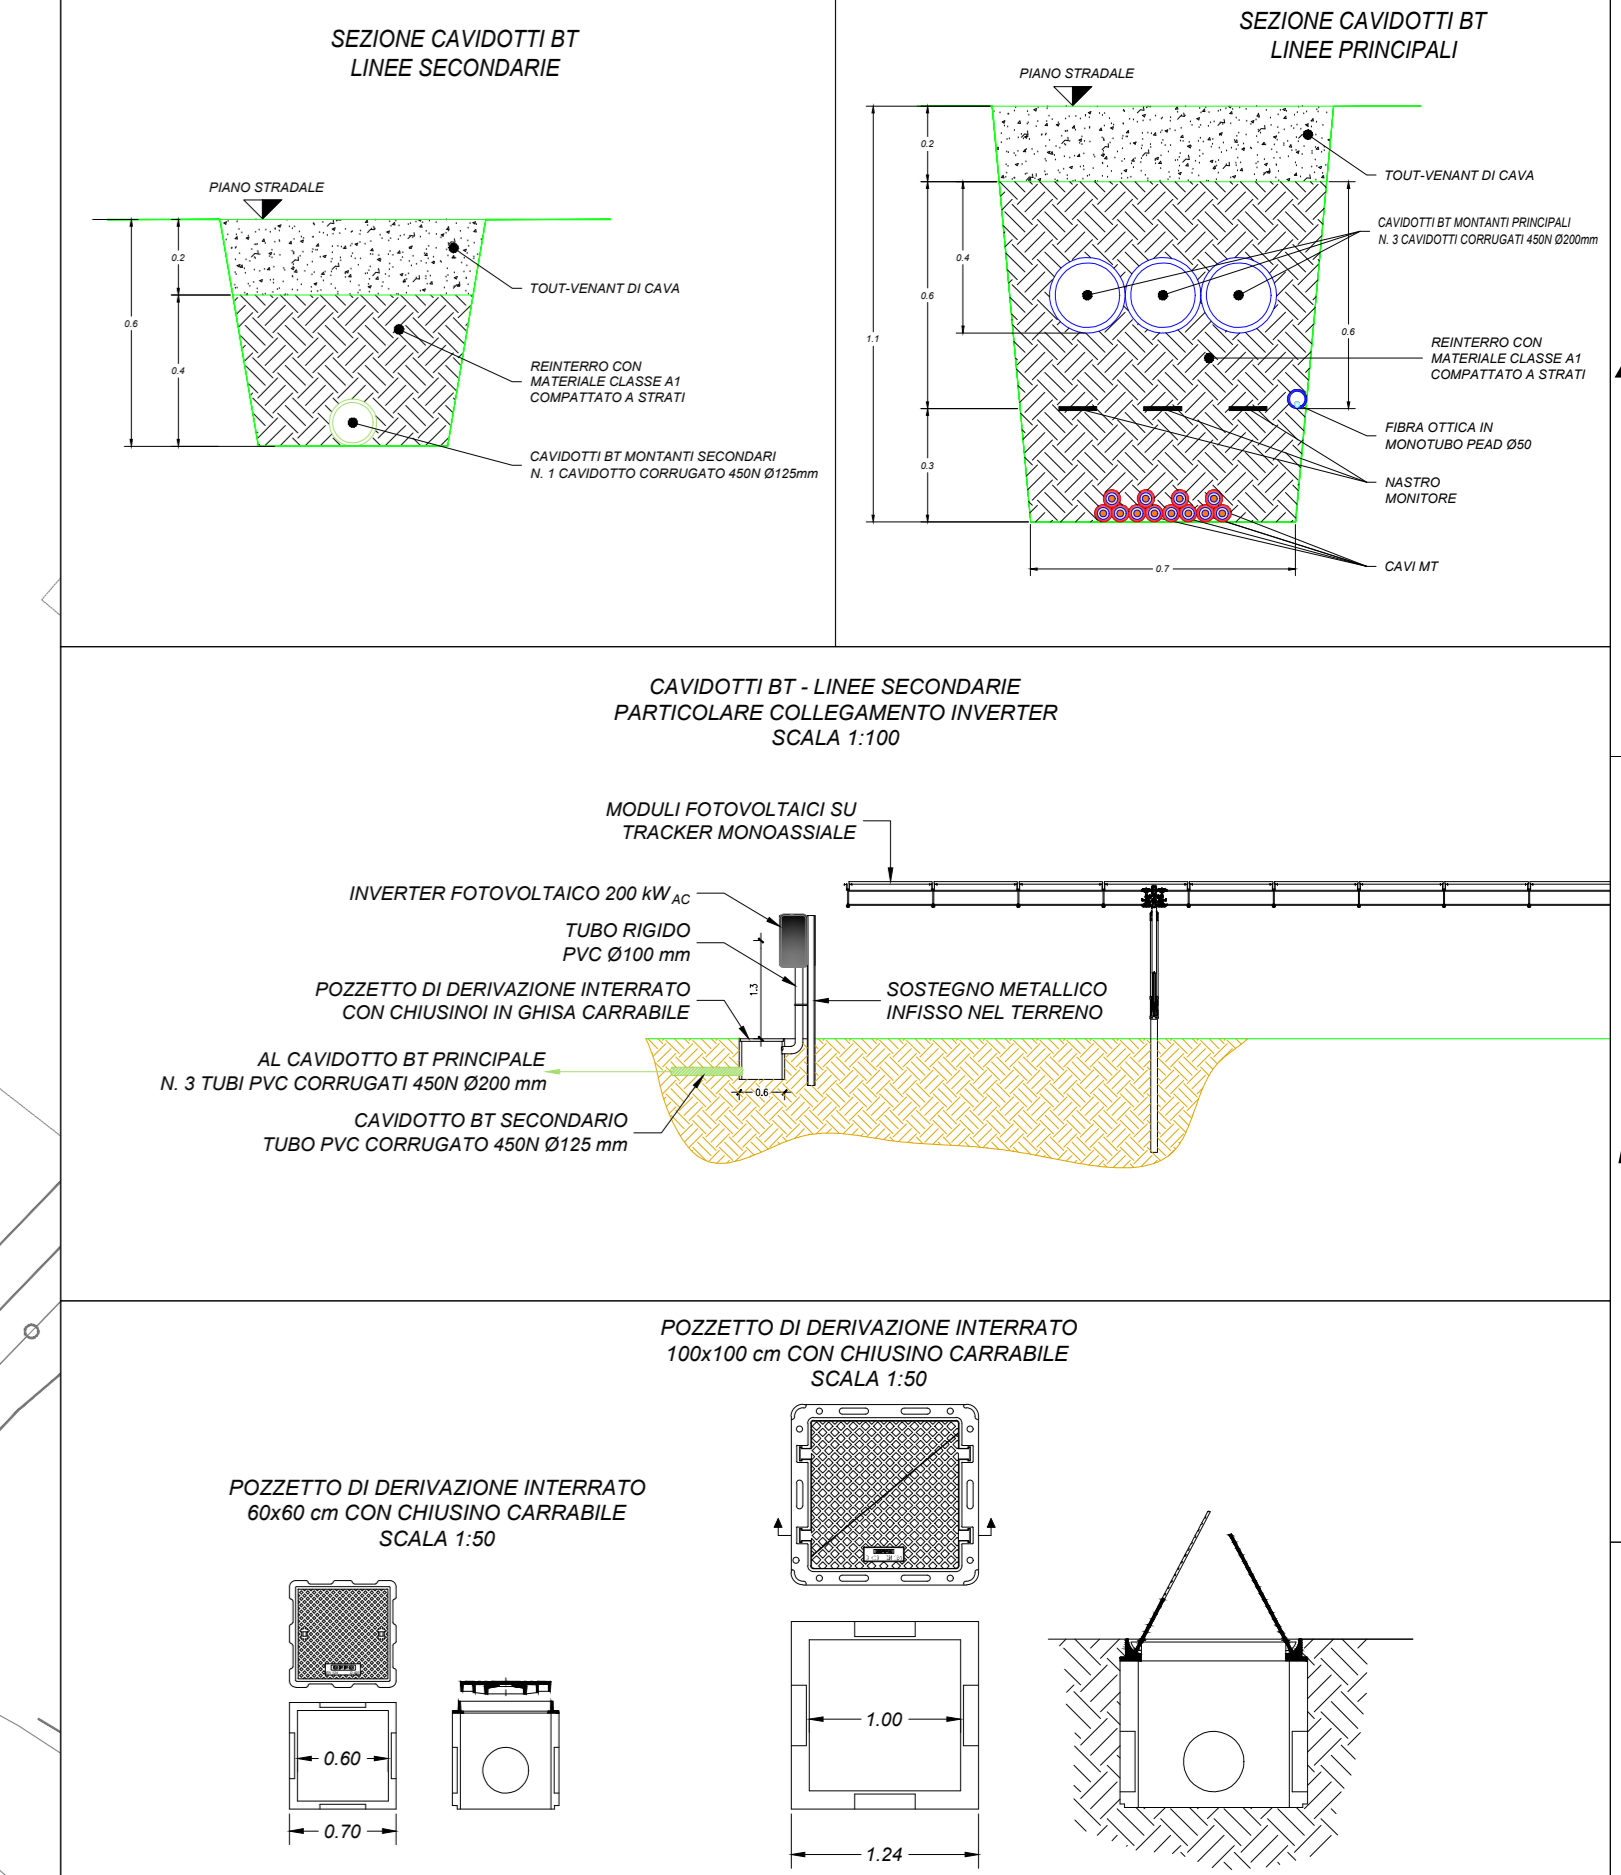 SEZIONE CAVIDOTTI BT
LINEE SECONDARIE
PIANO STRADALE
0.2
0.6
0.4
TOUT-VENANT DI CAVA
REINTERRO CON
MATERIALE CLASSE A1
COMPATTATO A STRATI
CAVIDOTTI BT MONTANTI SECONDARI
N. 1 CAVIDOTTO CORRUGATO 450N Ø125mm
SEZIONE CAVIDOTTI BT
LINEE PRINCIPALI
PIANO STRADALE
0.2
TOUT-VENANT DI CAVA
CAVIDOTTI BT MONTANTI PRINCIPALI
N. 3 CAVIDOTTI CORRUGATI 450N Ø200mm
0.4
0.6
1.1
0.6
REINTERRO CON
MATERIALE CLASSE A1
COMPATTATO A STRATI
FIBRA OTTICA IN
MONOTUBO PEAD Ø50
0.3
NASTRO
MONITORE
CAVI MT
0.7
CAVIDOTTI BT - LINEE SECONDARIE
PARTICOLARE COLLEGAMENTO INVERTER
SCALA 1:100
MODULI FOTOVOLTAICI SU
TRACKER MONOASSIALE
INVERTER FOTOVOLTAICO 200 kW AC
TUBO RIGIDO
PVC Ø100 mm
1.3
POZZETTO DI DERIVAZIONE INTERRATO
CON CHIUSINOI IN GHISA CARRABILE
SOSTEGNO METALLICO
INFISSO NEL TERRENO
AL CAVIDOTTO BT PRINCIPALE
N. 3 TUBI PVC CORRUGATI 450N Ø200 mm
0.6
CAVIDOTTO BT SECONDARIO
TUBO PVC CORRUGATO 450N Ø125 mm
POZZETTO DI DERIVAZIONE INTERRATO
100x100 cm CON CHIUSINO CARRABILE
SCALA 1:50
POZZETTO DI DERIVAZIONE INTERRATO
60x60 cm CON CHIUSINO CARRABILE
SCALA 1:50
0.60
0.70
1.00
1.24